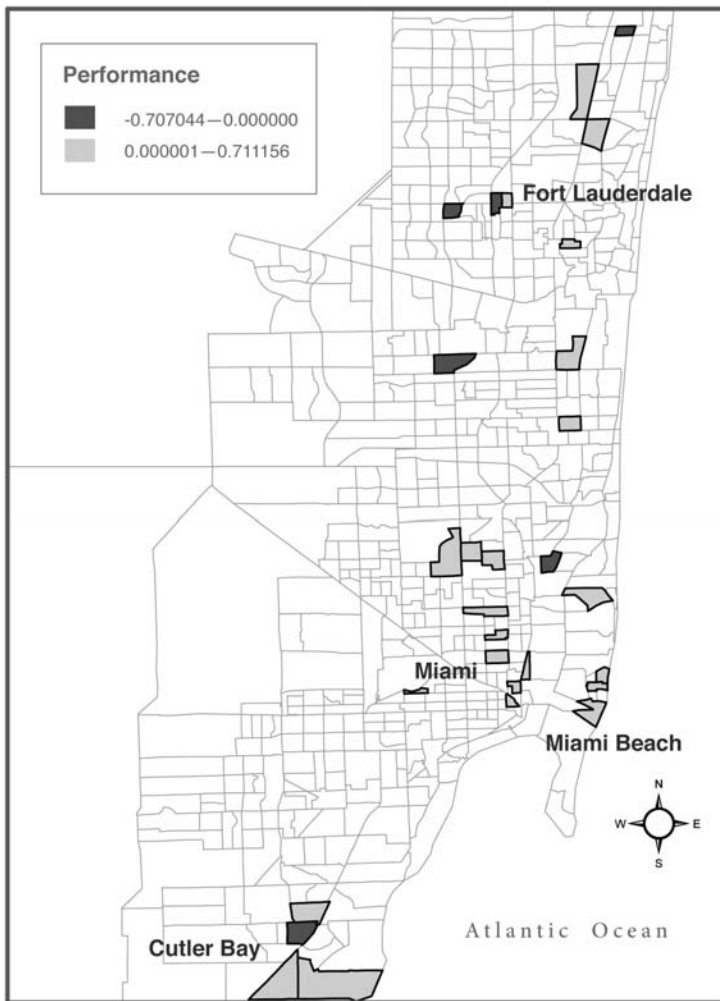 Performance
-0.707044—0.000000
0.000001—0.711156
Fort Lauderdale
Miami
Miami Beach
N
W E
S
Atlantic Ocean
Cutler Bay